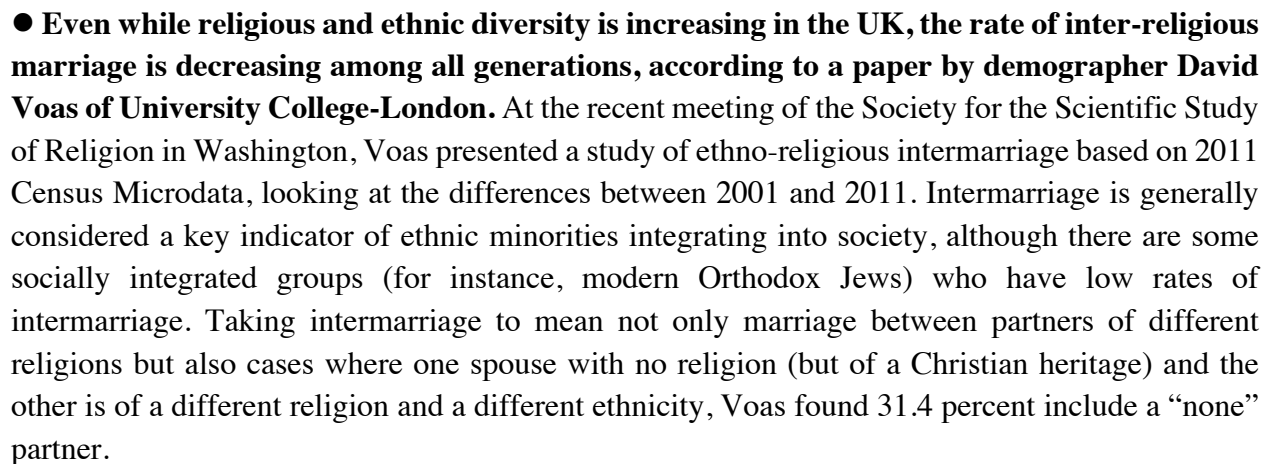 ● Even while religious and ethnic diversity is increasing in the UK, the rate of inter-religious
marriage is decreasing among all generations, according to a paper by demographer David
Voas of University College-London. At the recent meeting of the Society for the Scientific Study
of Religion in Washington, Voas presented a study of ethno-religious intermarriage based on 2011
Census Microdata, looking at the differences between 2001 and 2011. Intermarriage is generally
considered a key indicator of ethnic minorities integrating into society, although there are some
socially integrated groups (for instance, modern Orthodox Jews) who have low rates of
intermarriage. Taking intermarriage to mean not only marriage between partners of different
religions but also cases where one spouse with no religion (but of a Christian heritage) and the
other is of a different religion and a different ethnicity, Voas found 31.4 percent include a “none”
partner.